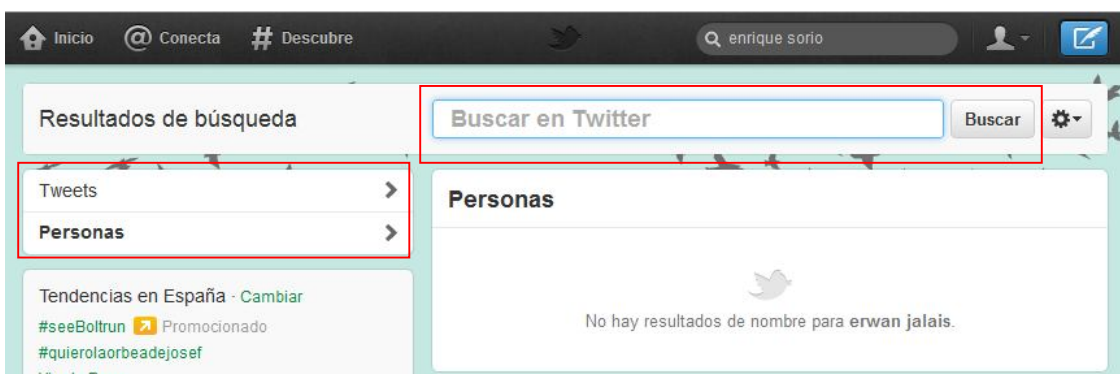 Inicio @ Conecta # Descubre enrique sorio
Resultados de búsqueda
Buscar en Twitter Buscar
Tweets
Personas
Tendencias en España · Cambiar
#seeBoltrun Promocionado
#quierolaorbeadejosef
Personas
No hay resultados de nombre para erwan jalais.